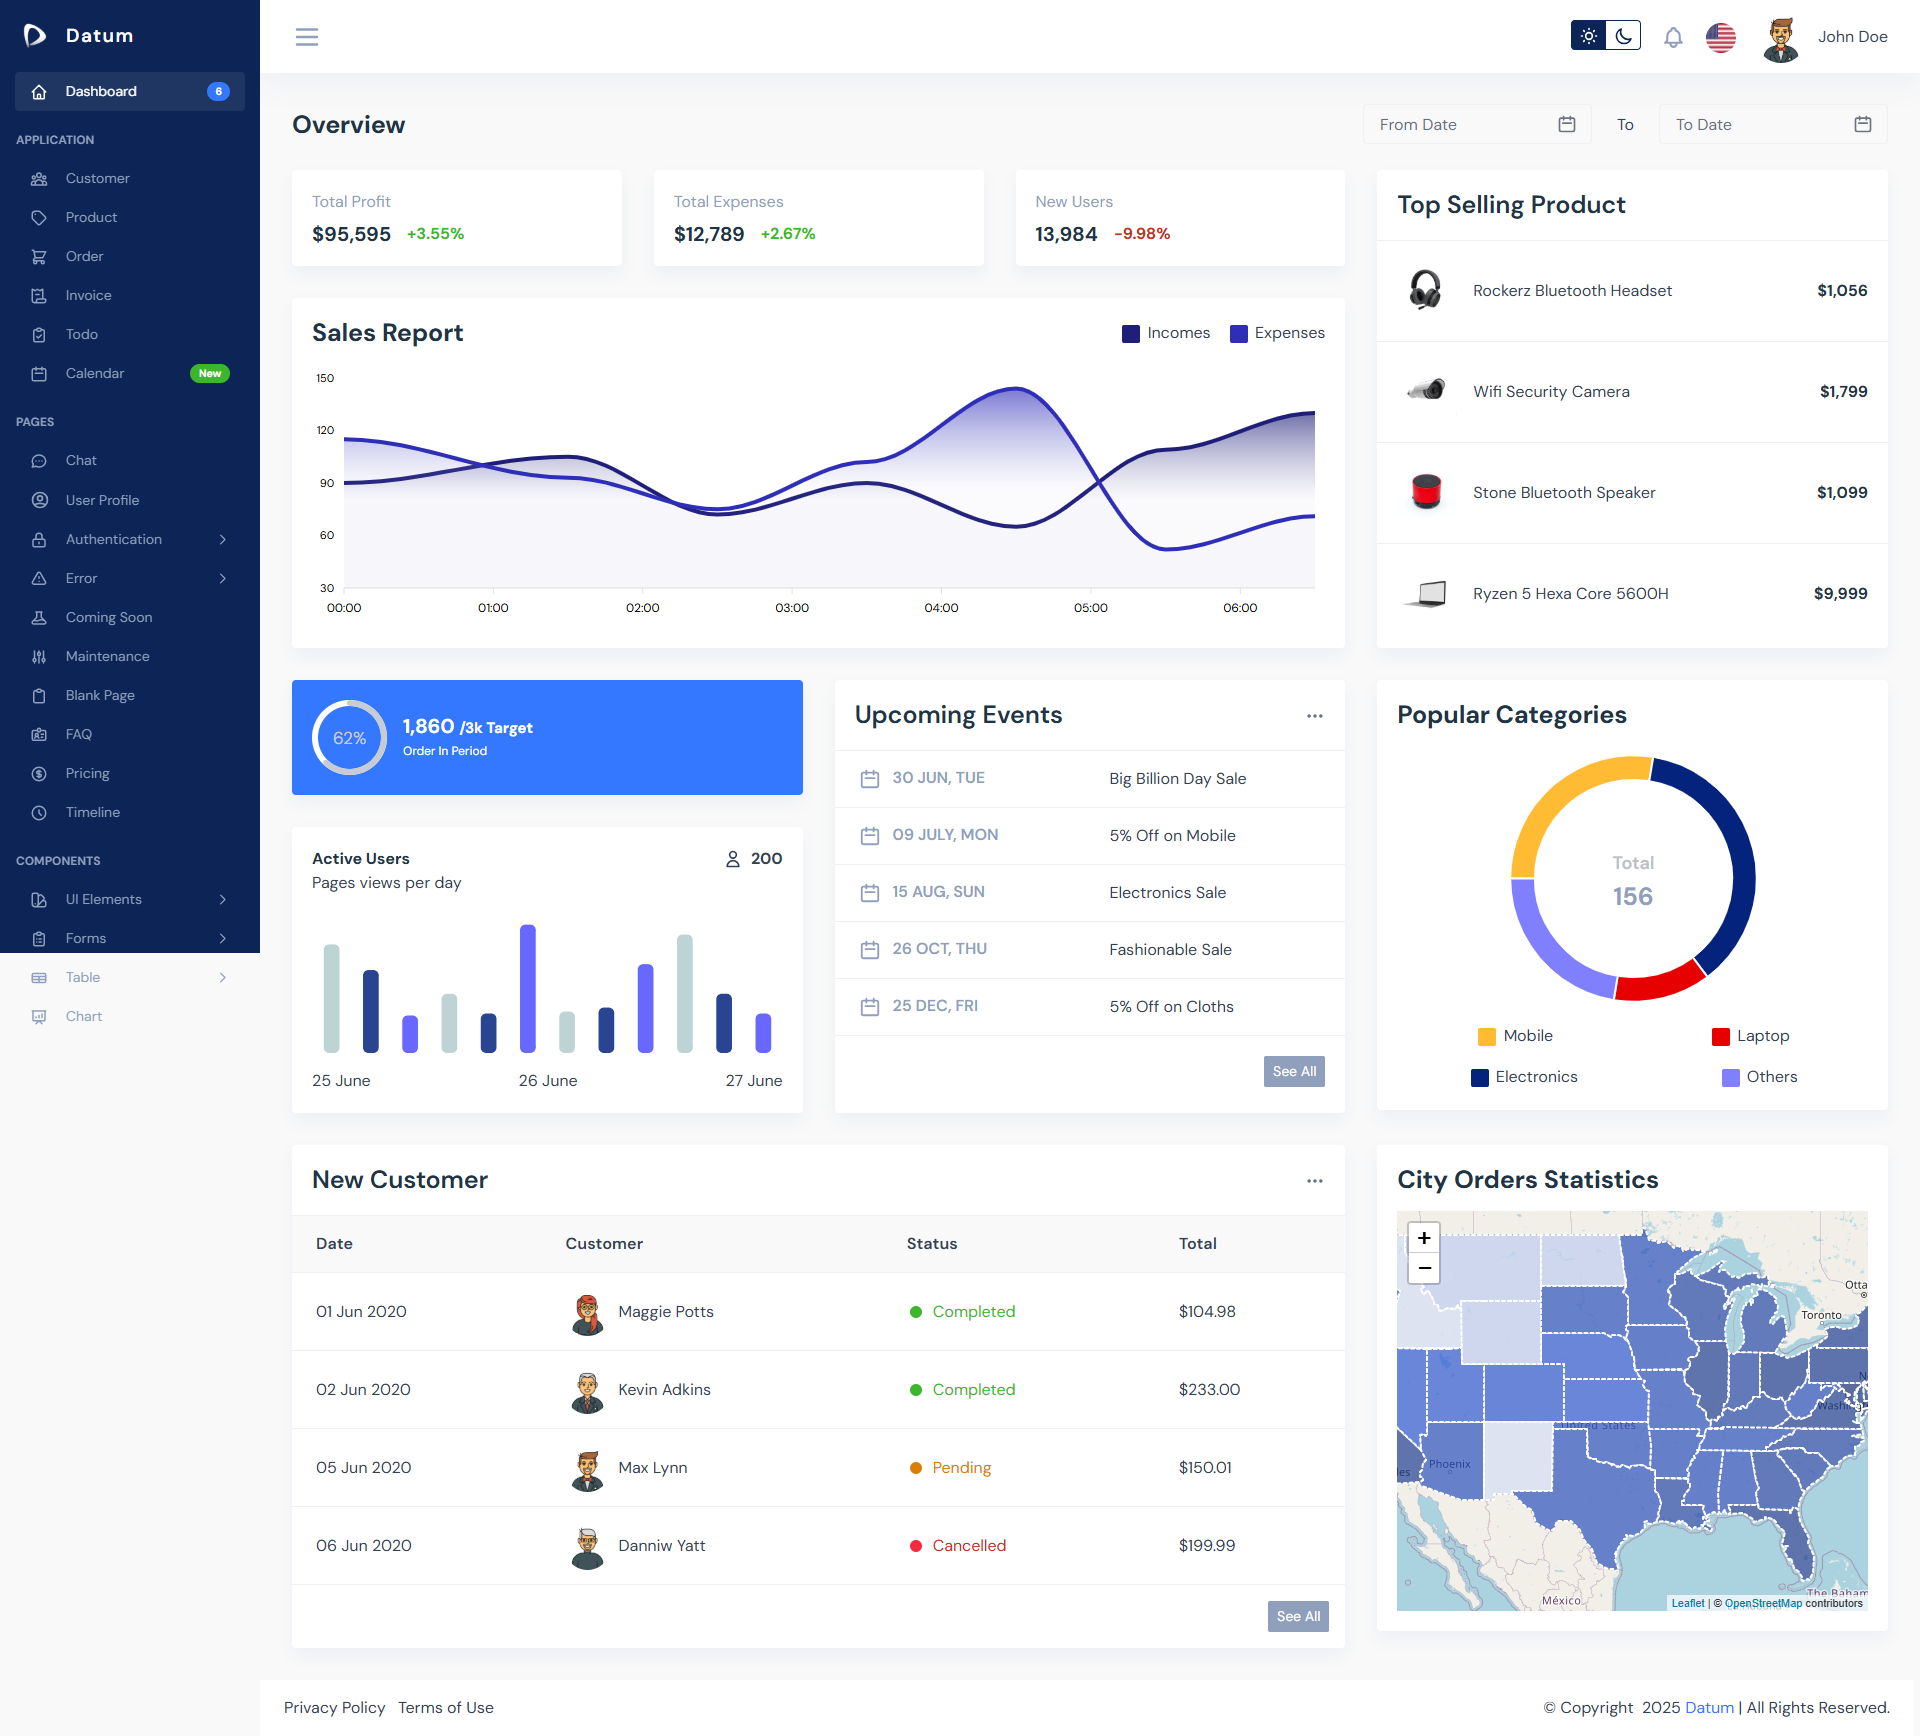 Datum
John Doe
Dashboard 6
APPLICATION
Customer
Product
Order
Invoice
Todo
Calendar New
PAGES
Chat
User Profile
Authentication
Error
Coming Soon
Maintenance
Blank Page
FAQ
Pricing
Timeline
COMPONENTS
UI Elements
Forms
Table
Chart
Overview
From Date To To Date
Total Profit
$95,595 +3.55%
Total Expenses
$12,789 +2.67%
New Users
13,984 -9.98%
Top Selling Product
Rockerz Bluetooth Headset $1,056
Wifi Security Camera $1,799
Stone Bluetooth Speaker $1,099
Ryzen 5 Hexa Core 5600H $9,999
Sales Report
Incomes Expenses
150
120
90
60
30
00:00 01:00 02:00 03:00 04:00 05:00 06:00
62%
1,860 /3k Target
Order In Period
Active Users 200
Pages views per day
25 June 26 June 27 June
Upcoming Events
30 JUN, TUE Big Billion Day Sale
09 JULY, MON 5% Off on Mobile
15 AUG, SUN Electronics Sale
26 OCT, THU Fashionable Sale
25 DEC, FRI 5% Off on Cloths
See All
Popular Categories
Total
156
Mobile Laptop
Electronics Others
New Customer
Date Customer Status Total
01 Jun 2020 Maggie Potts Completed $104.98
02 Jun 2020 Kevin Adkins Completed $233.00
05 Jun 2020 Max Lynn Pending $150.01
06 Jun 2020 Danniw Yatt Cancelled $199.99
See All
City Orders Statistics
+
−
Otta
Toronto
United States
Phoenix
les
México
The Baham
Leaflet | © OpenStreetMap contributors
Privacy Policy Terms of Use
© Copyright 2025 Datum | All Rights Reserved.